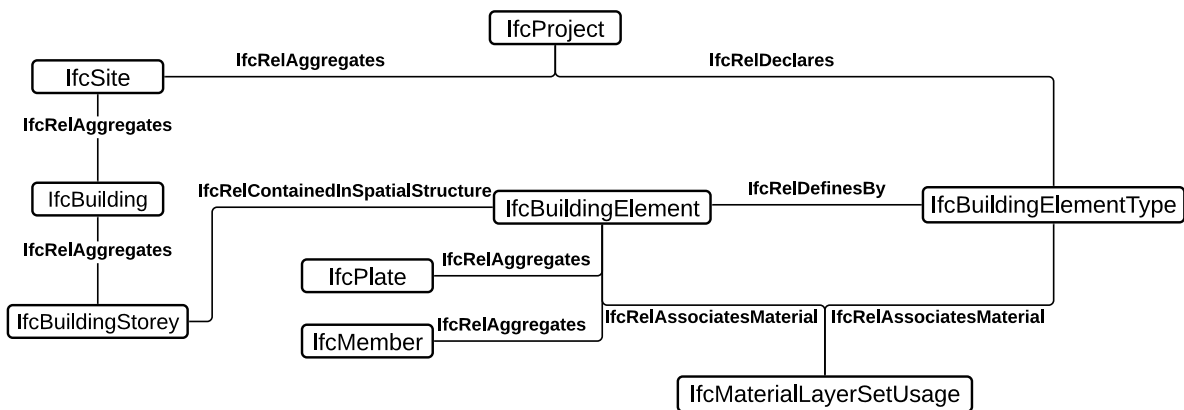 IfcProject
IfcRelAggregates
IfcRelDeclares
IfcSite
IfcRelAggregates
IfcRelContainedInSpatialStructure
IfcRelDefinesBy
IfcBuilding
IfcBuildingElement
IfcBuildingElementType
IfcRelAggregates
IfcRelAggregates
IfcPlate
IfcBuildingStorey
IfcRelAggregates
IfcRelAssociatesMaterial
IfcRelAssociatesMaterial
IfcMember
IfcMaterialLayerSetUsage